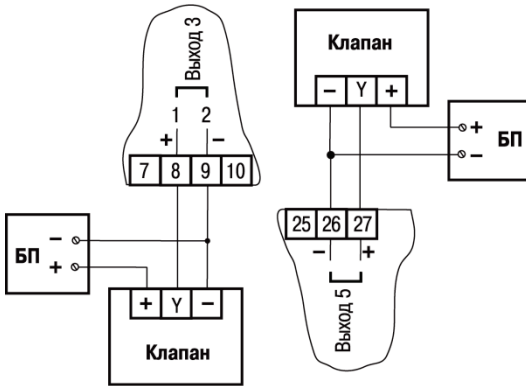 Выход 3
1 2
+ −
7 8 9 10
БП
−
+
+ Y −
Клапан
Клапан
− Y +
+
−
БП
25 26 27
− +
Выход 5